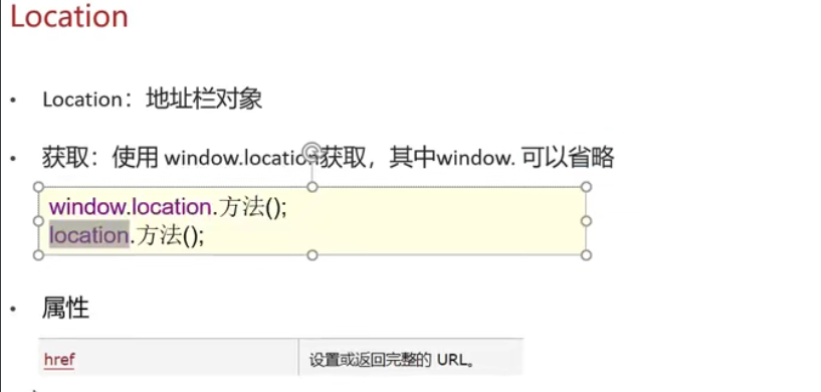 Location
• Location：地址栏对象
• 获取：使用 window.location获取，其中window. 可以省略
window.location.方法();
location.方法();
• 属性
href 设置或返回完整的 URL。